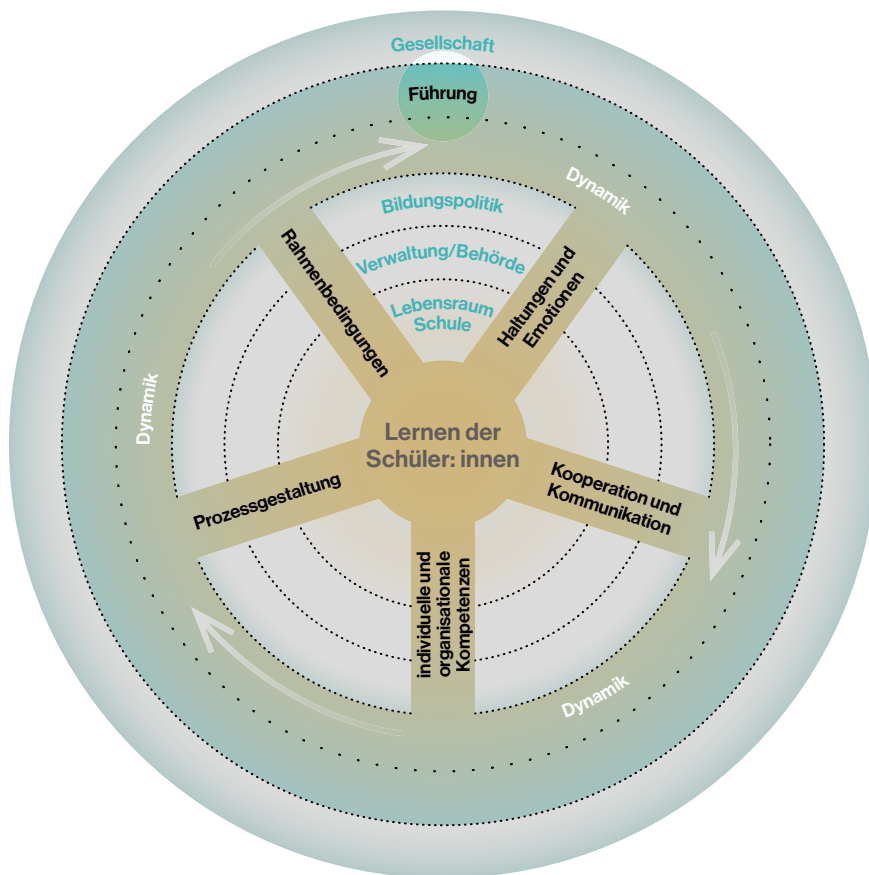 Gesellschaft
Führung
Dynamik
Bildungspolitik
Verwaltung/Behörde
Lebensraum
Schule
Rahmenbedingungen
Haltungen und
Emotionen
Dynamik
Lernen der
Schüler: innen
Prozessgestaltung
Kooperation und
Kommunikation
individuelle und
organisationale
Kompetenzen
Dynamik